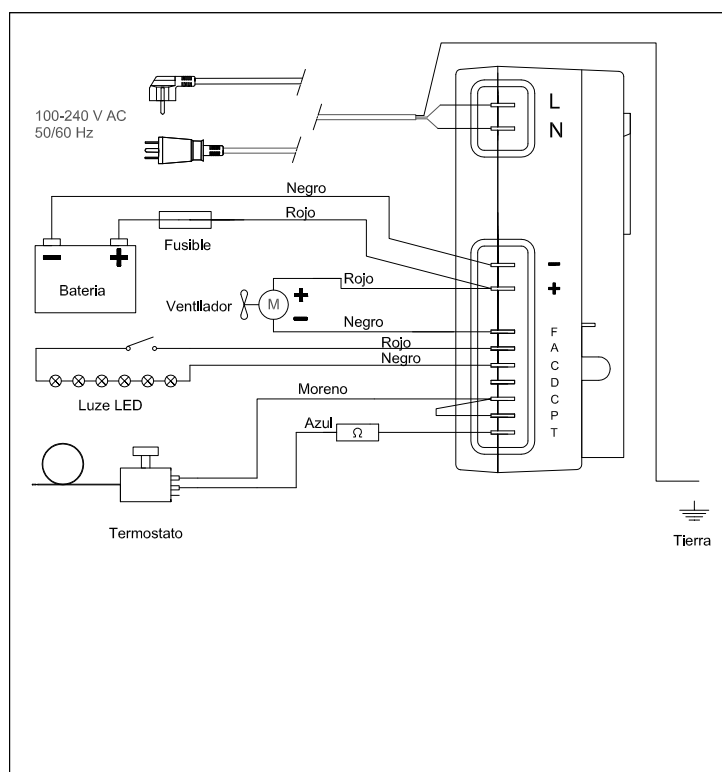 100-240 V AC
50/60 Hz
L
N
Negro
Rojo
Fusible
Bateria
- +
-
+
Rojo
Ventllador
M
+
-
Negro
F
Rojo
A
Negro
C
D
Luze LED
Moreno
C
P
Azul
Ω
T
Termostato
Tierra